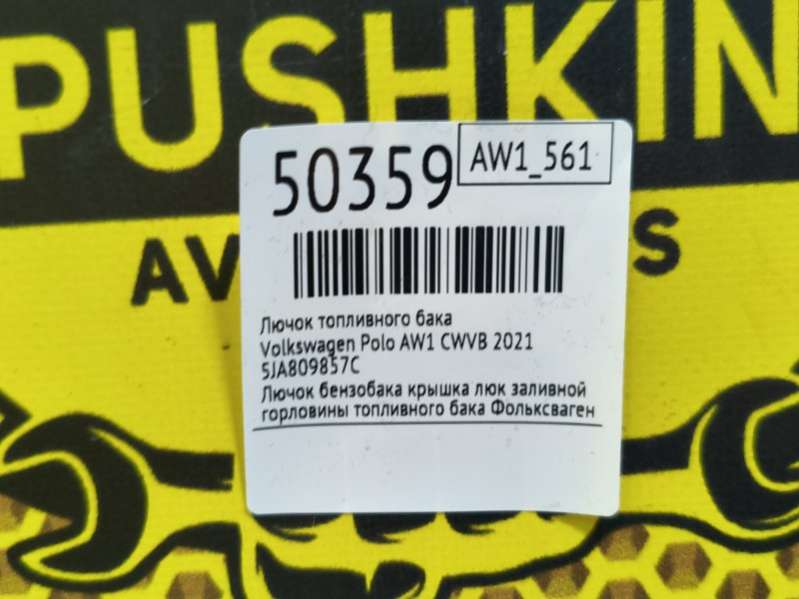 PUSHKIN
50359
AW1_561
AV S
Лючок топливного бака
Volkswagen Polo AW1 CWVB 2021
5JA809857C
Лючок бензобака крышка люк заливной
горловины топливного бака Фольксваген